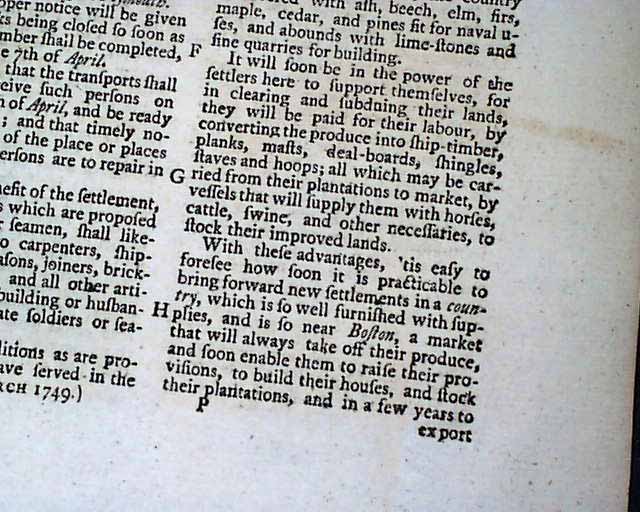 oper notice will be given
ks being closed so soon as
mber ſhall be completed,
e 7th of April.
that the tranſports ſhall
ceive ſuch perſons on
h of April, and be ready
; and that timely no-
of the place or places
erſons are to repair in
nefit of the ſettlement,
s which are propoſed
r ſeamen, ſhall like-
o carpenters, ſhip-
aſons, joiners, brick-
and all other arti-
building or huſban-
ate ſoldiers or ſea-
ditions as are pro-
ave ſerved in the
RCH 1749.)
with aſh, beech, elm, firs,
maple, cedar, and pines fit for naval u-
ſes, and abounds with lime-ſtones and
F fine quarries for building.
It will ſoon be in the power of the
ſettlers here to ſupport themſelves, for
in clearing and ſubduing their lands,
they will be paid for their labour, by
converting the produce into ſhip-timber,
planks, maſts, deal-boards, ſhingles,
ſtaves and hoops; all which may be car-
G ried from their plantations to market, by
veſſels that will ſupply them with horſes,
cattle, ſwine, and other neceſſaries, to
ſtock their improved lands.
With theſe advantages, 'tis eaſy to
foreſee how ſoon it is practicable to
bring forward new ſettlements in a coun-
try, which is ſo well furniſhed with ſup-
H pſies, and is ſo near Boſton, a market
that will always take off their produce,
and ſoon enable them to raiſe their pro-
viſions, to build their houſes, and ſtock
their plantations, and in a few years to
P
export